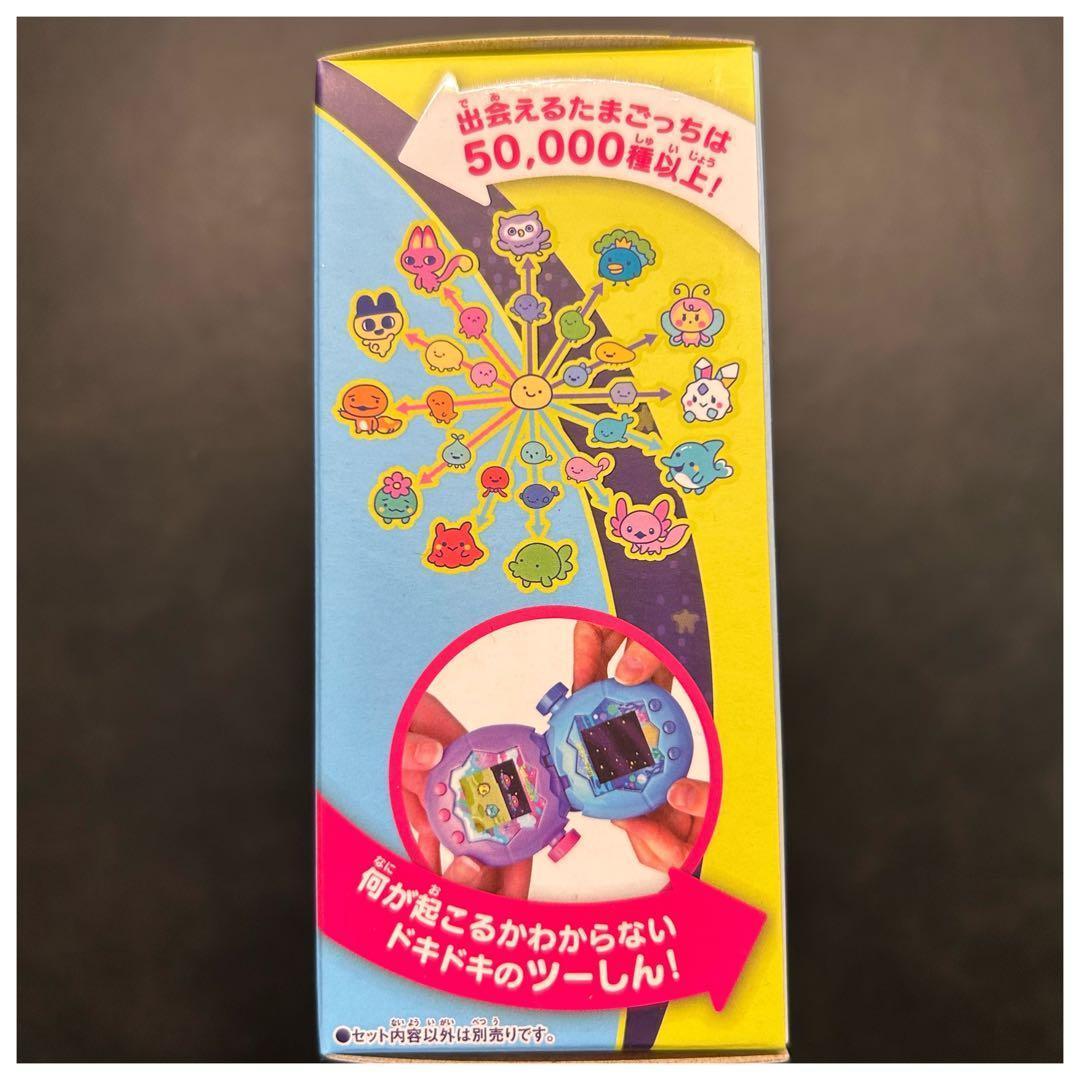 出会えるたまごっちは
50,000種以上!
何が起こるかわからない
ドキドキのツーしん!
●セット内容以外は別売りです。